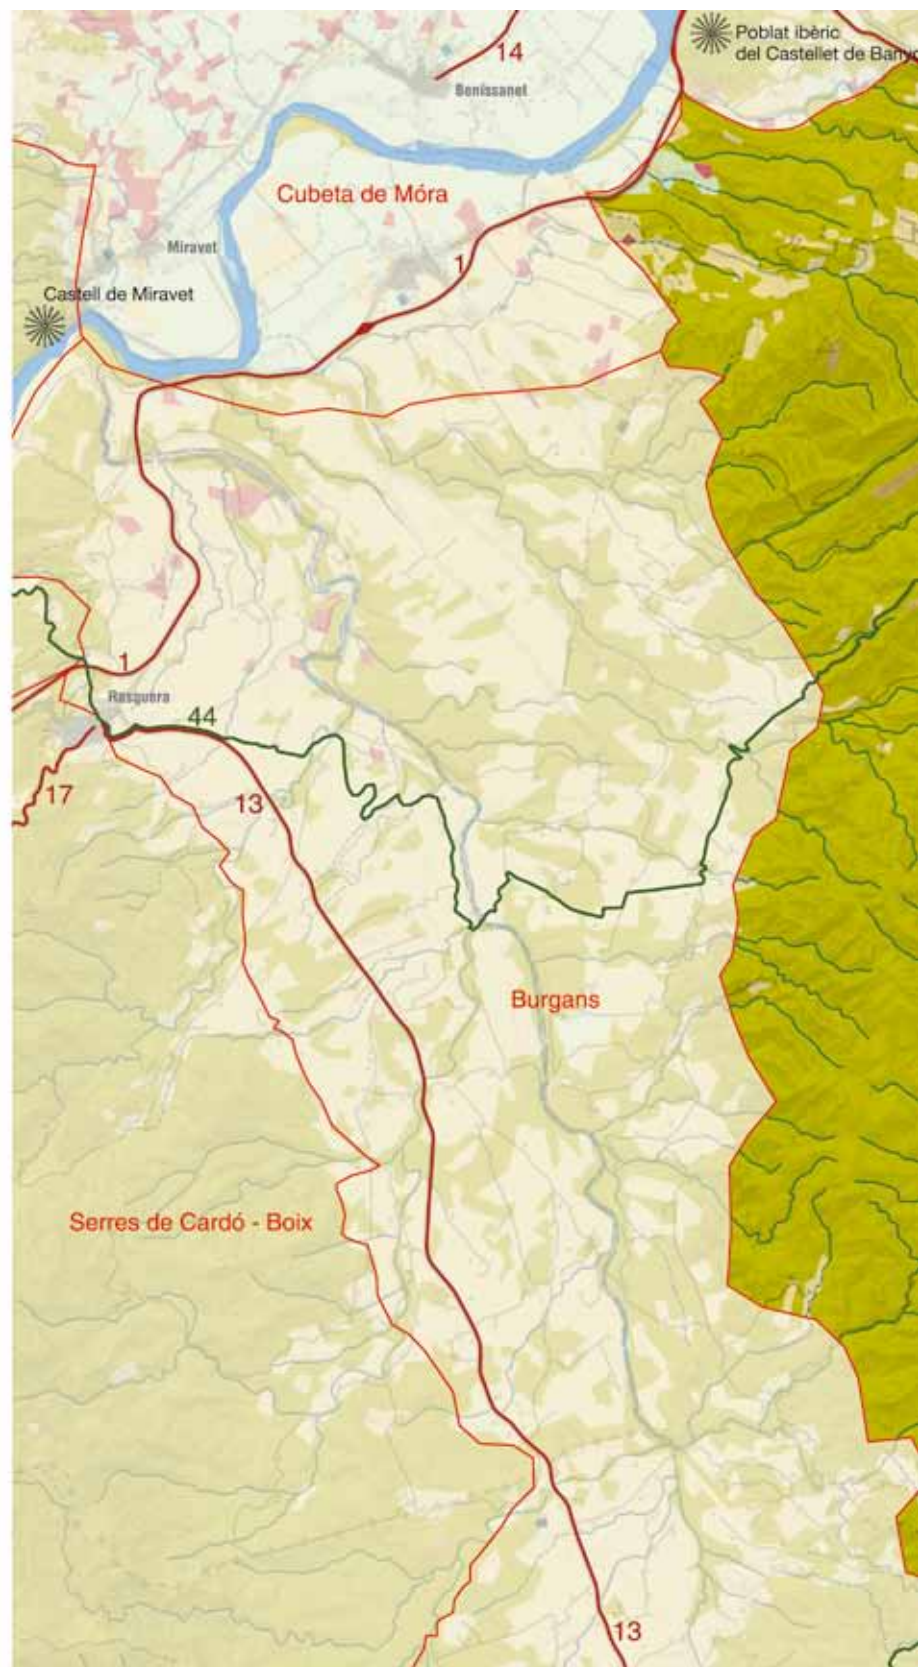 Poblat ibèric
del Castellet de Banyo
14
Benissanet
Cubeta de Móra
Miravet
1
Castell de Miravet
1
Rasquera
44
17
13
Burgans
Serres de Cardó - Boix
13